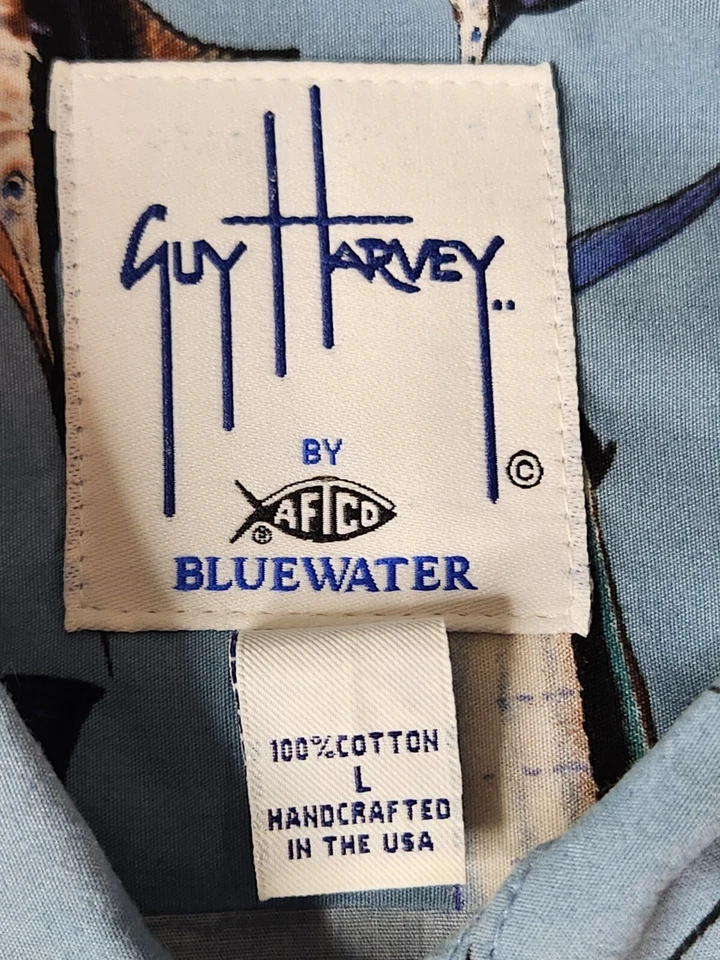 GUY HARVEY..
BY
©
AFTCO
®
BLUEWATER
100% COTTON
L
HANDCRAFTED
IN THE USA